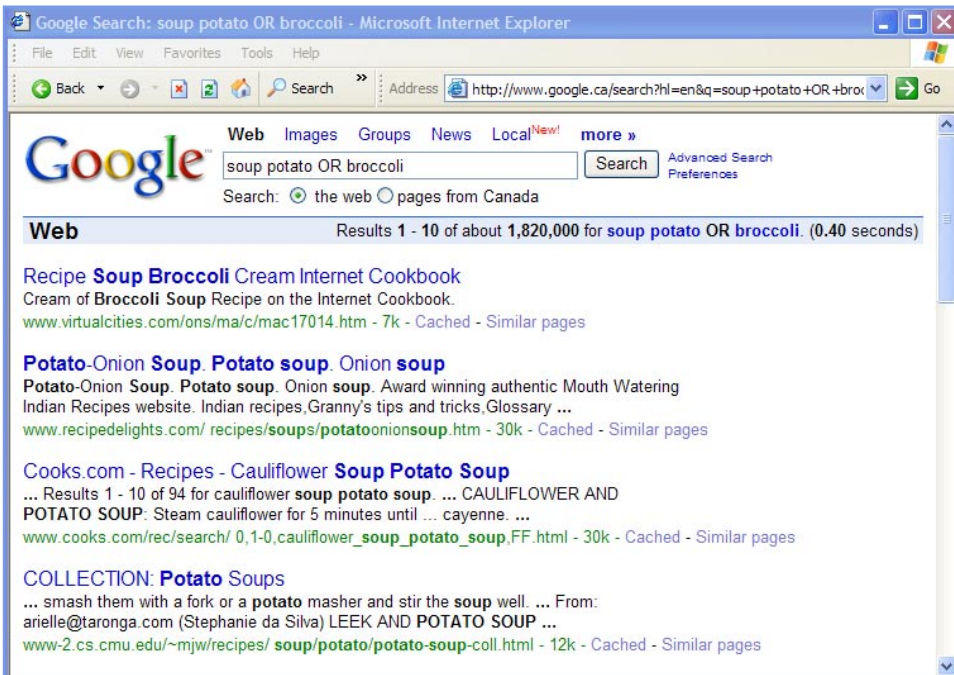 Google Search: soup potato OR broccoli - Microsoft Internet Explorer
File Edit View Favorites Tools Help
Back Search » Address http://www.google.ca/search?hl=en&q=soup+potato+OR+broc Go
Web Images Groups News Local New! more »
Google™
soup potato OR broccoli Search Advanced Search
Preferences
Search: the web pages from Canada
Web Results 1 - 10 of about 1,820,000 for soup potato OR broccoli. (0.40 seconds)
Recipe Soup Broccoli Cream Internet Cookbook
Cream of Broccoli Soup Recipe on the Internet Cookbook.
www.virtualcities.com/ons/ma/c/mac17014.htm - 7k - Cached - Similar pages
Potato-Onion Soup. Potato soup. Onion soup
Potato-Onion Soup. Potato soup. Onion soup. Award winning authentic Mouth Watering
Indian Recipes website. Indian recipes,Granny's tips and tricks,Glossary ...
www.recipedelights.com/ recipes/soups/potatoonionsoup.htm - 30k - Cached - Similar pages
Cooks.com - Recipes - Cauliflower Soup Potato Soup
... Results 1 - 10 of 94 for cauliflower soup potato soup. ... CAULIFLOWER AND
POTATO SOUP: Steam cauliflower for 5 minutes until ... cayenne. ...
www.cooks.com/rec/search/ 0,1-0,cauliflower_soup_potato_soup,FF.html - 30k - Cached - Similar pages
COLLECTION: Potato Soups
... smash them with a fork or a potato masher and stir the soup well. ... From:
arielle@taronga.com (Stephanie da Silva) LEEK AND POTATO SOUP ...
www-2.cs.cmu.edu/~mjw/recipes/ soup/potato/potato-soup-coll.html - 12k - Cached - Similar pages